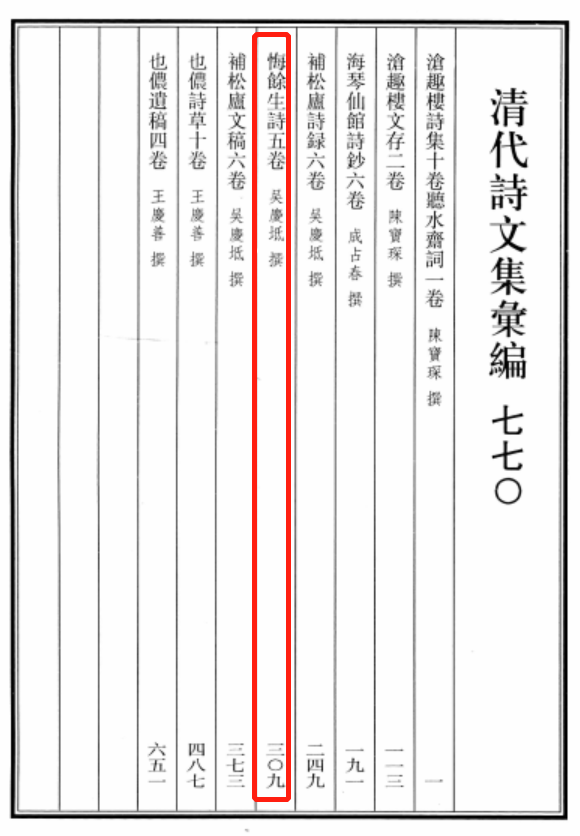 清代詩文集彙編 七七〇
滄趣樓詩集十卷聽水齋詞一卷 陳寶琛 撰 一
滄趣樓文存二卷 陳寶琛 撰 一一三
海琴仙館詩鈔六卷 成占春 撰 一九一
補松廬詩録六卷 吳慶坻 撰 二四九
悔餘生詩五卷 吳慶坻 撰 三〇九
補松廬文稿六卷 吳慶坻 撰 三七三
也儂詩草十卷 王慶善 撰 四八七
也儂遺稿四卷 王慶善 撰 六五一